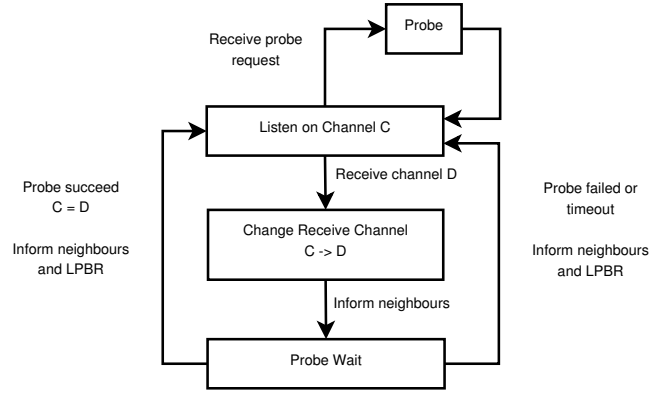 Probe
Receive probe
request
Listen on Channel C
Receive channel D
Probe succeed
C = D
Inform neighbours
and LPBR
Change Receive Channel
C -> D
Probe failed or
timeout
Inform neighbours
and LPBR
Inform neighbours
Probe Wait